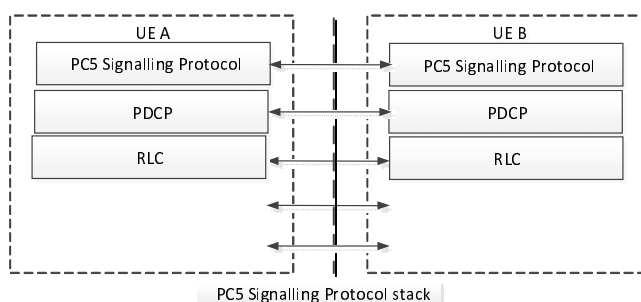 UE A
UE B
PC5 Signalling Protocol
PC5 Signalling Protocol
PDCP
PDCP
RLC
RLC
PC5 Signalling Protocol stack